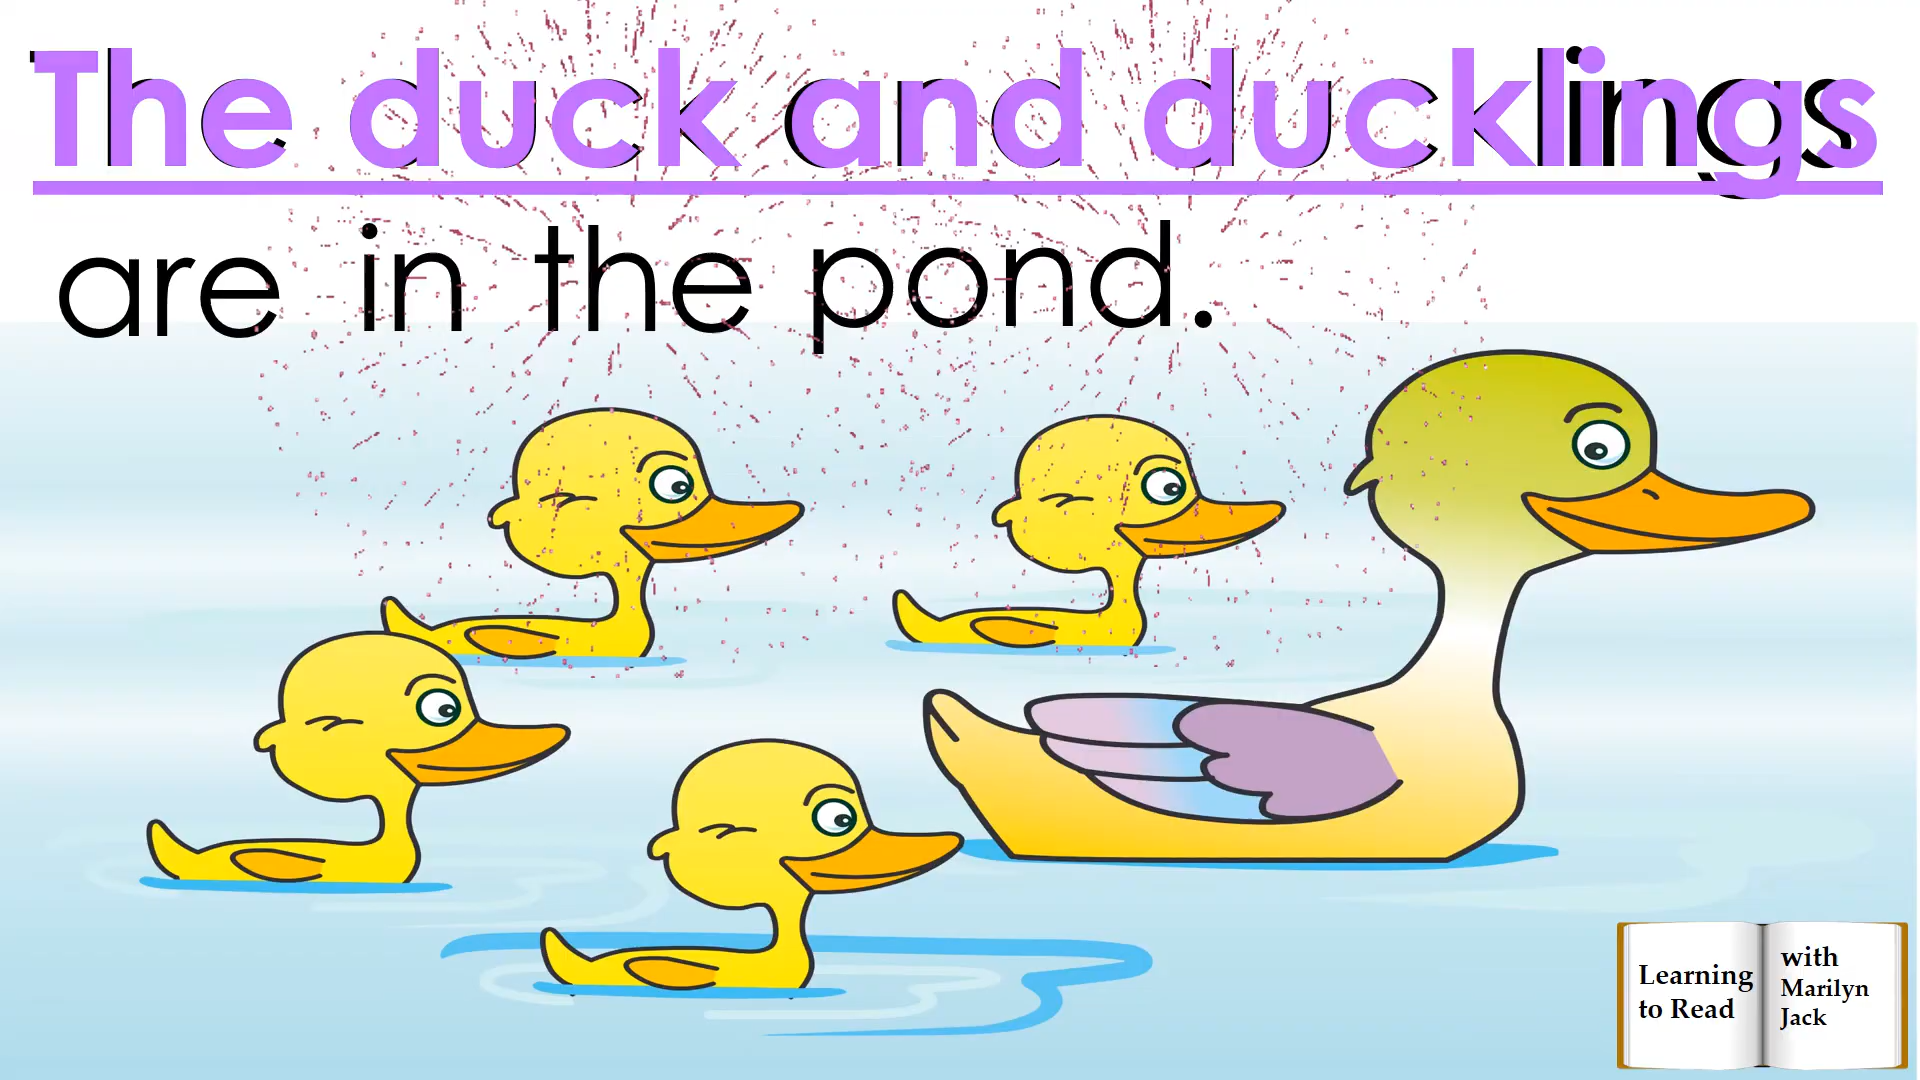 The duck and ducklings
are in the pond.
Learning
to Read
with
Marilyn
Jack